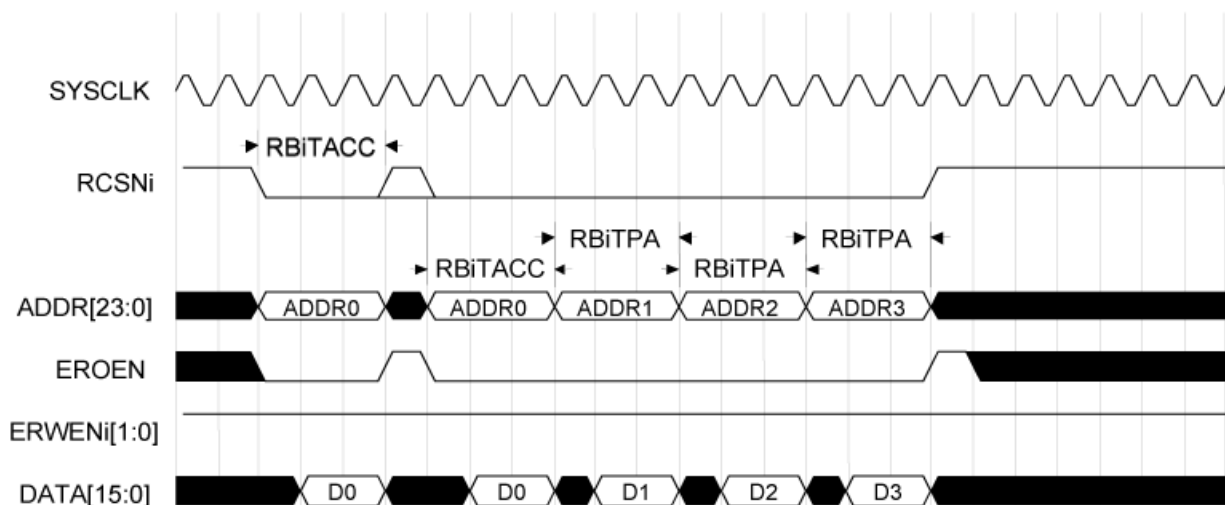 SYSCLK
RBiTACC
RCSNi
RBiTPA RBiTPA
RBiTACC RBiTPA
ADDR[23:0] ADDR0 ADDR0 ADDR1 ADDR2 ADDR3
EROEN
ERWENi[1:0]
DATA[15:0] D0 D0 D1 D2 D3